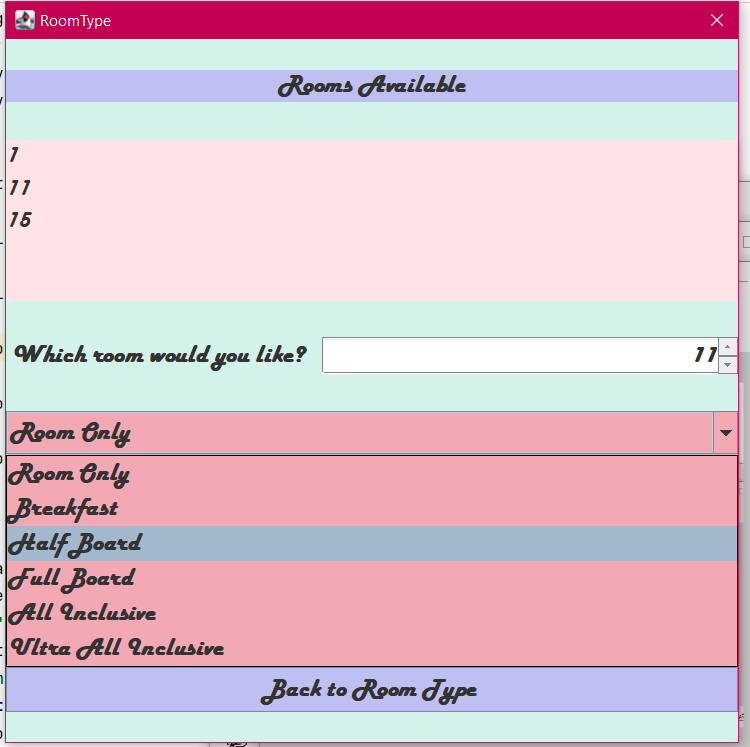 RoomType
Rooms Available
1
11
15
Which room would you like?
11
Room Only
Room Only
Breakfast
Half Board
Full Board
All Inclusive
Ultra All Inclusive
Back to Room Type